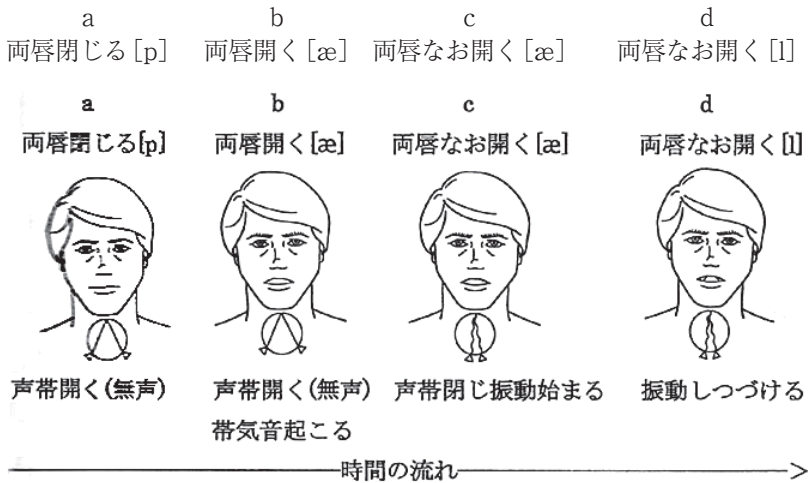 a b c d
両唇閉じる[p] 両唇開く[æ] 両唇なお開く[æ] 両唇なお開く[l]
a b c d
両唇閉じる[p] 両唇開く[æ] 両唇なお開く[æ] 両唇なお開く[l]
声帯開く(無声) 声帯開く(無声) 声帯閉じ振動始まる 振動しつづける
帯気音起こる
時間の流れ